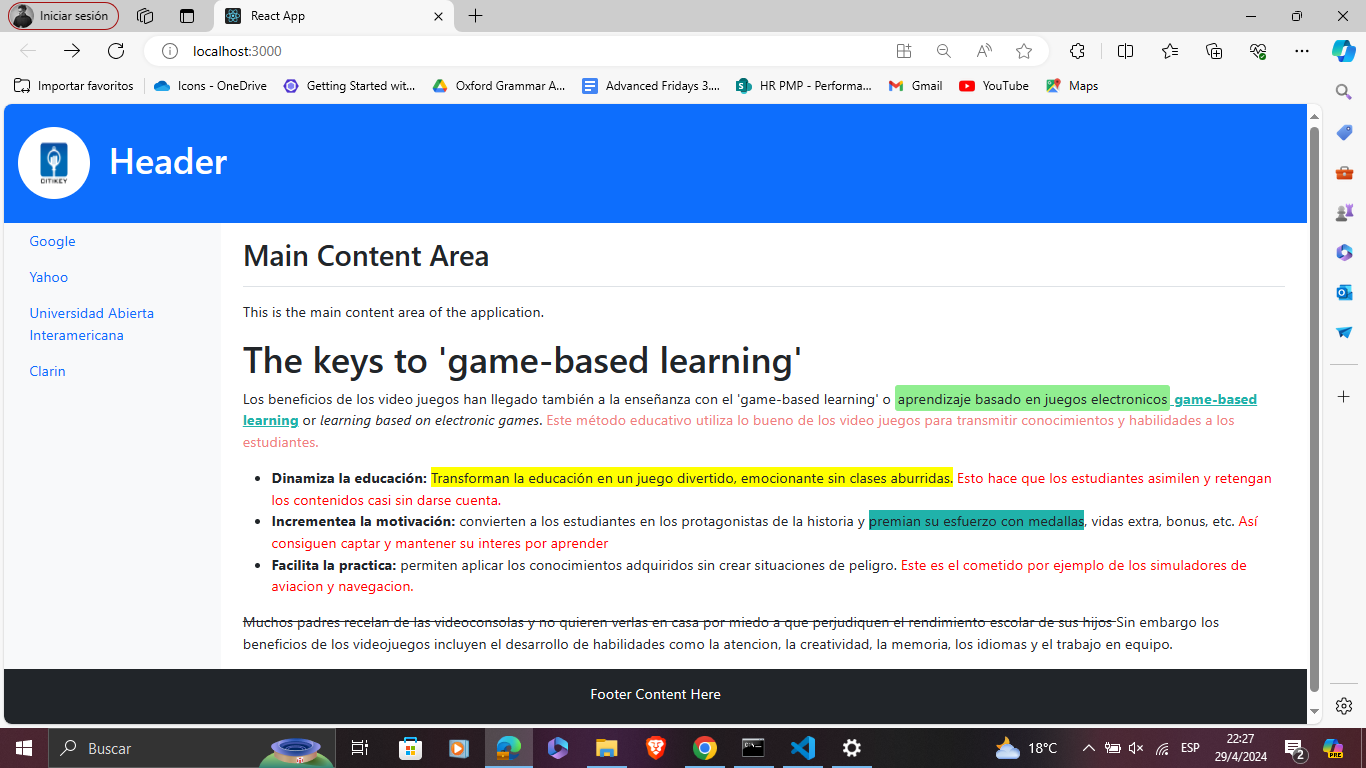 Iniciar sesión
React App
localhost:3000
Importar favoritos
Icons - OneDrive
Getting Started wit...
Oxford Grammar A...
Advanced Fridays 3....
HR PMP - Performa...
Gmail
YouTube
Maps
CITIKEY
Header
Google
Yahoo
Universidad Abierta
Interamericana
Clarin
Main Content Area
This is the main content area of the application.
The keys to 'game-based learning'
Los beneficios de los video juegos han llegado también a la enseñanza con el 'game-based learning' o aprendizaje basado en juegos electronicos game-based
learning or learning based on electronic games. Este método educativo utiliza lo bueno de los video juegos para transmitir conocimientos y habilidades a los
estudiantes.
• Dinamiza la educación: Transforman la educación en un juego divertido, emocionante sin clases aburridas. Esto hace que los estudiantes asimilen y retengan
los contenidos casi sin darse cuenta.
• Incrementea la motivación: convierten a los estudiantes en los protagonistas de la historia y premian su esfuerzo con medallas, vidas extra, bonus, etc. Así
consiguen captar y mantener su interes por aprender
• Facilita la practica: permiten aplicar los conocimientos adquiridos sin crear situaciones de peligro. Este es el cometido por ejemplo de los simuladores de
aviacion y navegacion.
Muchos padres recelan de las videoconsolas y no quieren verlas en casa por miedo a que perjudiquen el rendimiento escolar de sus hijos Sin embargo los
beneficios de los videojuegos incluyen el desarrollo de habilidades como la atencion, la creatividad, la memoria, los idiomas y el trabajo en equipo.
Footer Content Here
Buscar
18°C
ESP
22:27
29/4/2024
2
PRE